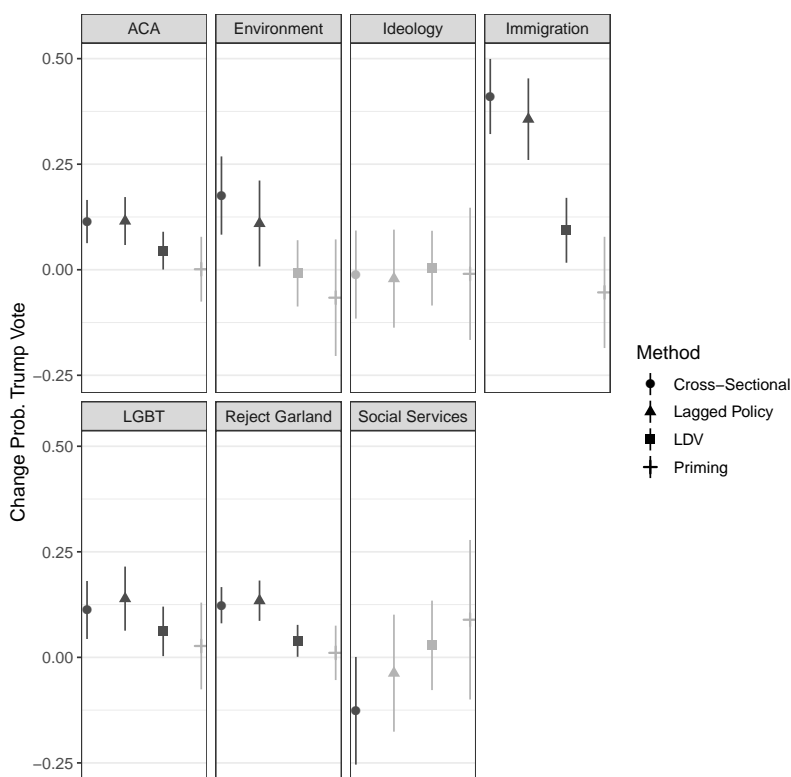 ACA
Environment
Ideology
Immigration
0.50
0.25
0.00
−0.25
LGBT
Reject Garland
Social Services
0.50
0.25
0.00
−0.25
Change Prob. Trump Vote
Method
Cross−Sectional
Lagged Policy
LDV
Priming